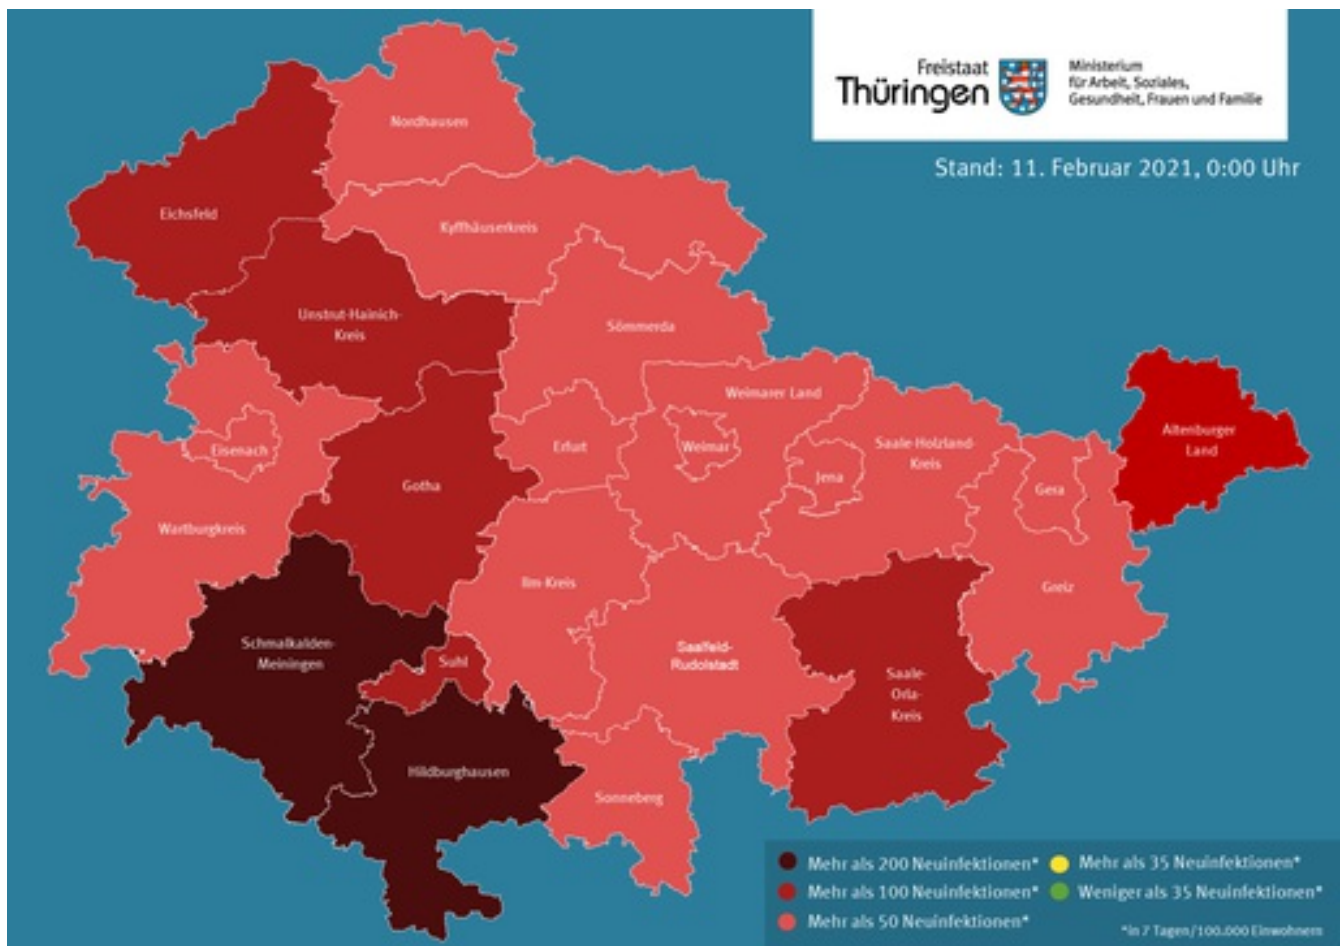 Freistaat
Thüringen
Ministerium
für Arbeit, Soziales,
Gesundheit, Frauen und Familie
Stand: 11. Februar 2021, 0:00 Uhr
Nordhausen
Eichsfeld
Kyffhäuserkreis
Unstrut-Hainich-
Kreis
Sömmerda
Weimarer Land
Eisenach
Erfurt
Weimar
Saale-Holzland-
Kreis
Altenburger
Land
Jena
Gera
Gotha
Wartburgkreis
Ilm-Kreis
Greiz
Schmalkalden-
Meiningen
Suhl
Saalfeld-
Rudolstadt
Saale-
Orla-
Kreis
Hildburghausen
Sonneberg
Mehr als 200 Neuinfektionen*
Mehr als 100 Neuinfektionen*
Mehr als 50 Neuinfektionen*
Mehr als 35 Neuinfektionen*
Weniger als 35 Neuinfektionen*
*in 7 Tagen/100.000 Einwohnern